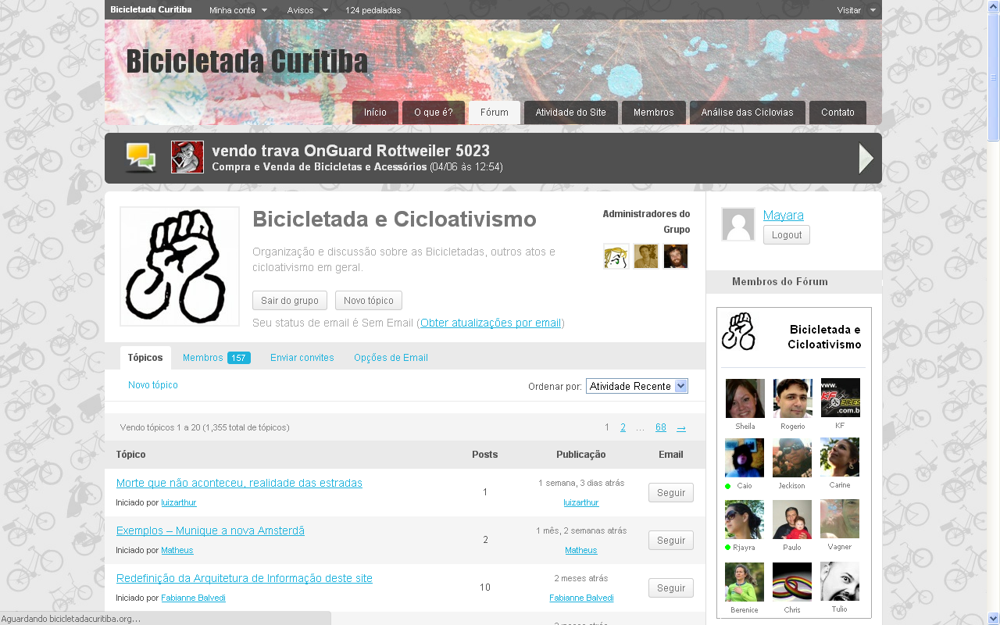 Bicicletada Curitiba Minha conta Avisos 124 pedaladas Visitar
Bicicletada Curitiba
Início O que é? Fórum Atividade do Site Membros Análise das Ciclovias Contato
vendo trava OnGuard Rottweiler 5023
Compra e Venda de Bicicletas e Acessórios (04/06 às 12:54)
Bicicletada e Cicloativismo
Organização e discussão sobre as Bicicletadas, outros atos e
cicloativismo em geral.
Sair do grupo Novo tópico
Seu status de email é Sem Email (Obter atualizações por email)
Administradores do
Grupo
Mayara
Logout
Membros do Fórum
Bicicletada e
Cicloativismo
www.
KF
BIKES
.com.b
Sheila Rogerio KF
Caio Jeckison Carine
Rjayra Paulo Vagner
Berenice Chris Tulio
Tópicos Membros 157 Enviar convites Opções de Email
Novo tópico Ordenar por: Atividade Recente
Vendo tópicos 1 a 20 (1,355 total de tópicos) 1 2 … 68 →
Tópico Posts Publicação Email
Morte que não aconteceu, realidade das estradas
Iniciado por luizarthur
1
1 semana, 3 dias atrás
luizarthur
Seguir
Exemplos – Munique a nova Amsterdã
Iniciado por Matheus
2
1 mês, 2 semanas atrás
Matheus
Seguir
Redefinição da Arquitetura de Informação deste site
Iniciado por Fabianne Balvedi
10
2 meses atrás
Fabianne Balvedi
Seguir
Aguardando bicicletadacuritiba.org...